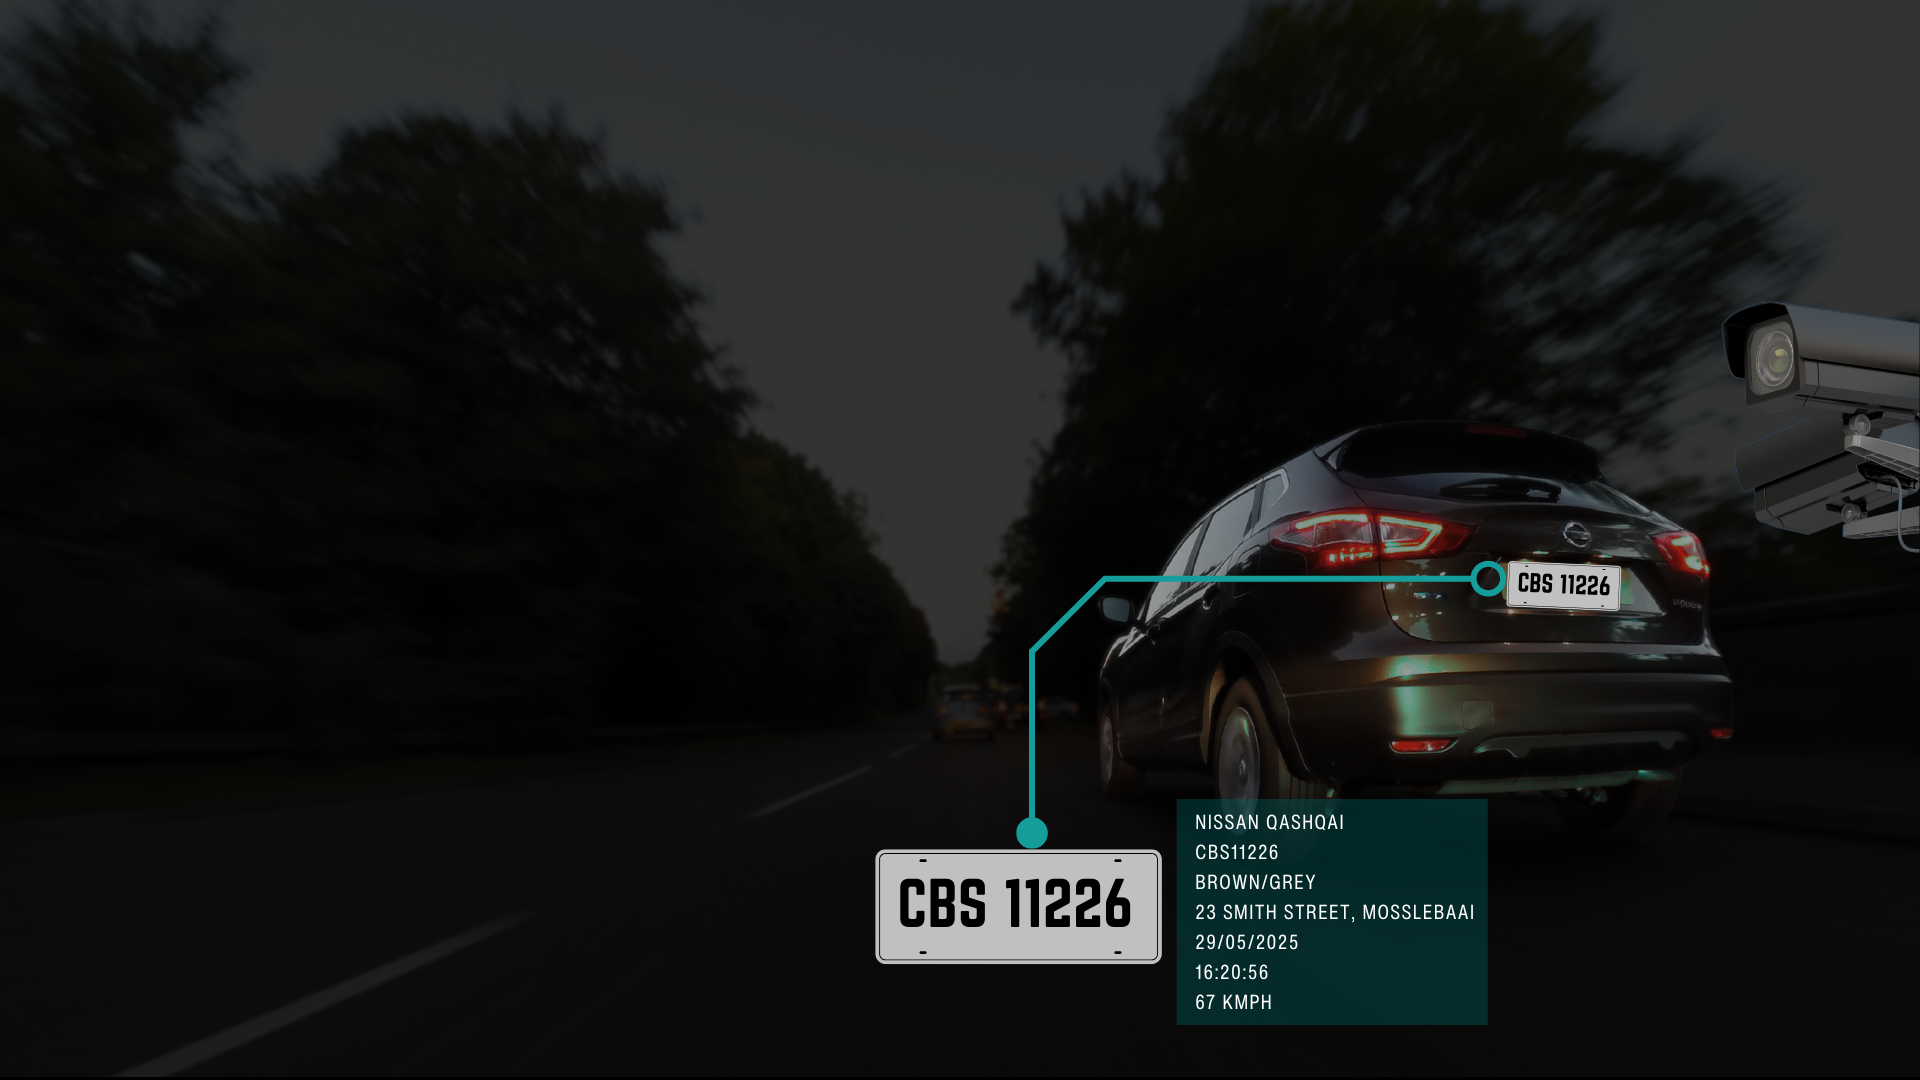 CBS 11226
CBS 11226
NISSAN QASHQAI
CBS11226
BROWN/GREY
23 SMITH STREET, MOSSLEBAAI
29/05/2025
16:20:56
67 KMPH